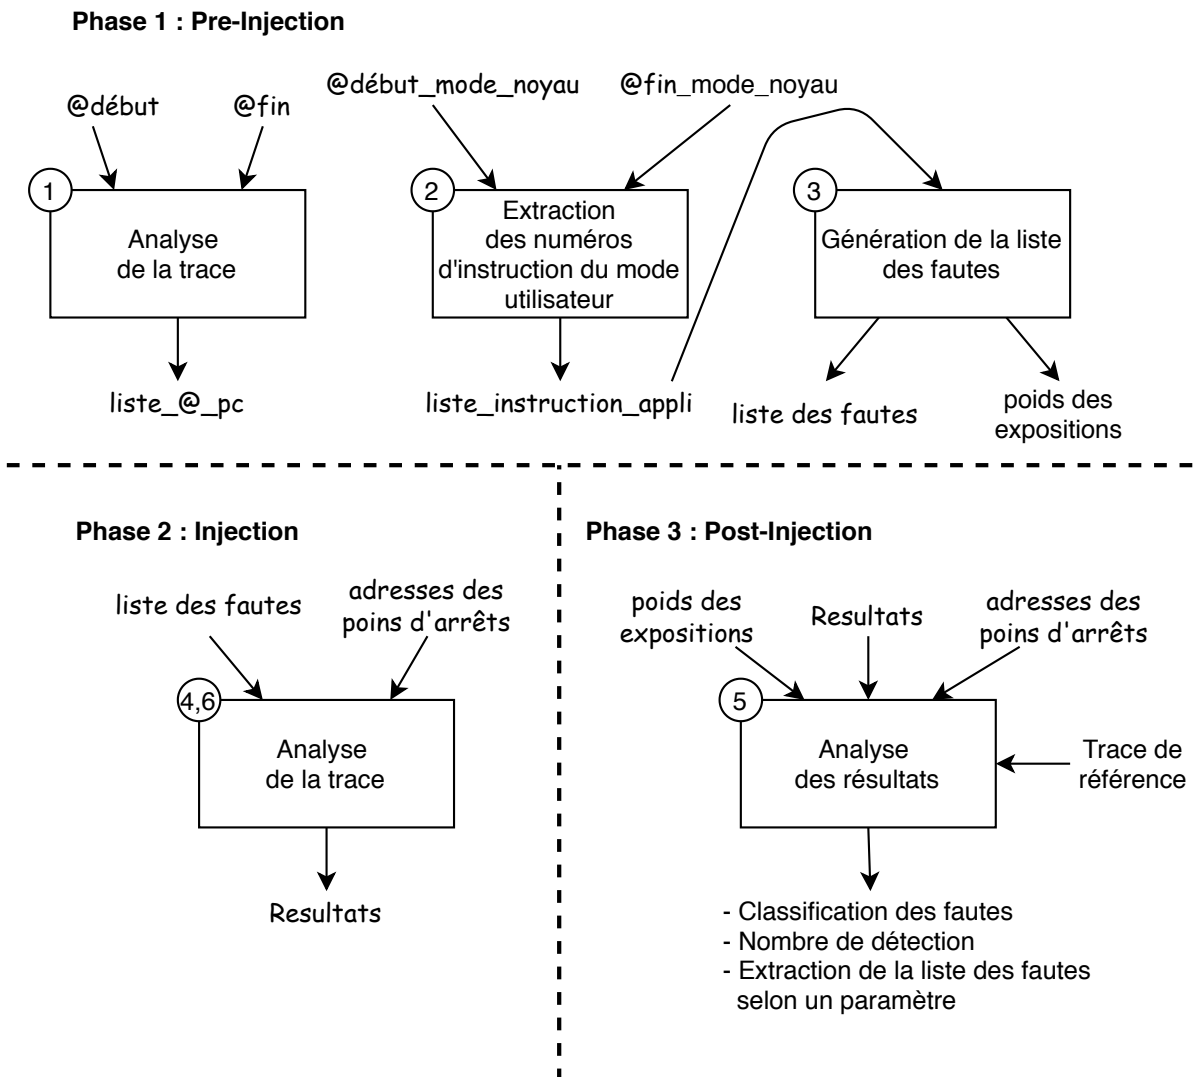 Phase 1 : Pre-Injection
@début
@fin
@début_mode_noyau
@fin_mode_noyau
1
Analyse
de la trace
2
Extraction
des numéros
d'instruction du mode
utilisateur
3
Génération de la liste
des fautes
liste_@_pc
liste_instruction_appli
liste des fautes
poids des
expositions
Phase 2 : Injection
liste des fautes
adresses des
poins d'arrêts
4,6
Analyse
de la trace
Resultats
Phase 3 : Post-Injection
poids des
expositions
Resultats
adresses des
poins d'arrêts
5
Analyse
des résultats
Trace de
référence
- Classification des fautes
- Nombre de détection
- Extraction de la liste des fautes
selon un paramètre